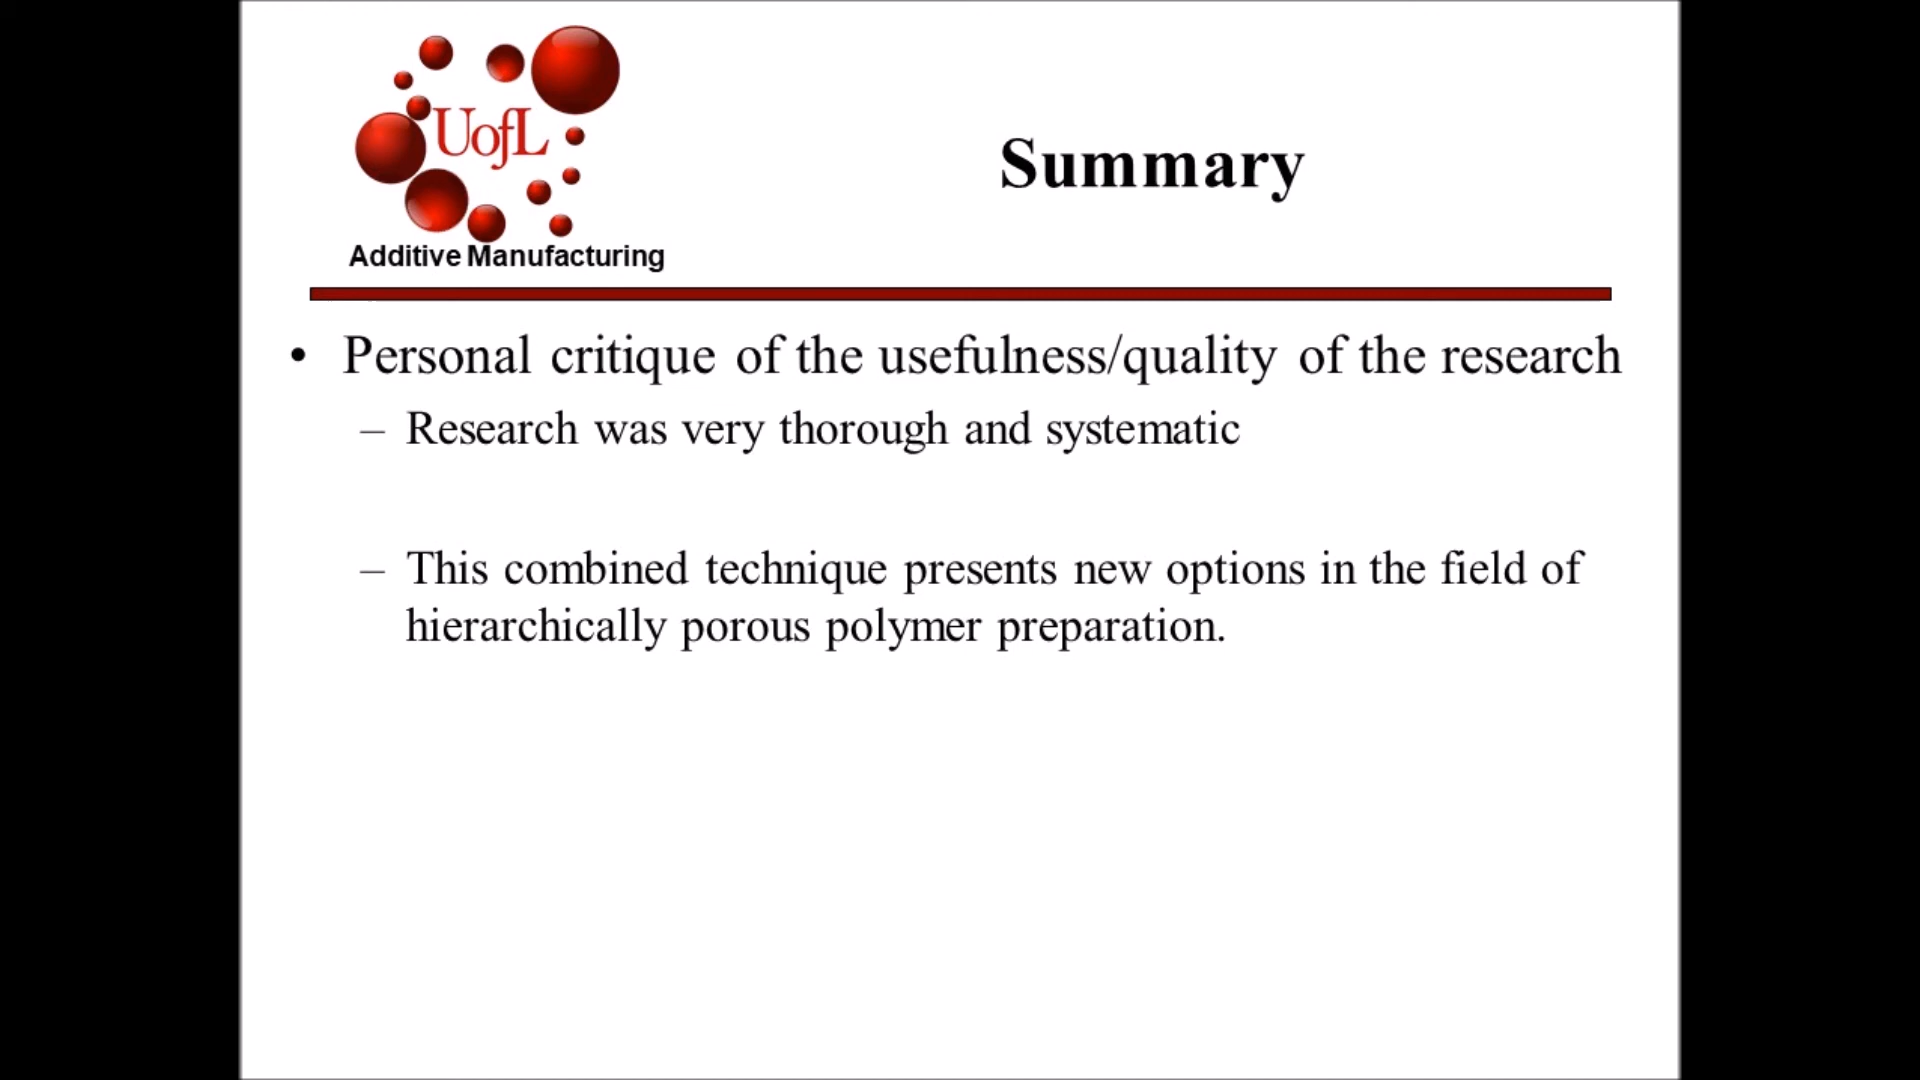 UofL
Additive Manufacturing
Summary
• Personal critique of the usefulness/quality of the research
– Research was very thorough and systematic
– This combined technique presents new options in the field of
hierarchically porous polymer preparation.